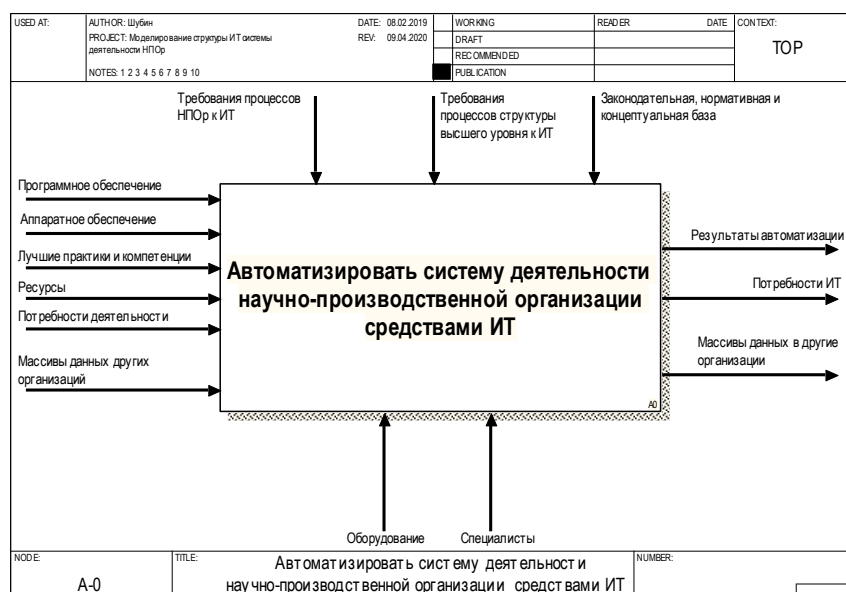 USED AT:
AUTHOR: Шубин
DATE: 08.02.2019
WORKING
READER
DATE
CONTEXT:
PROJECT: Моделирование структуры ИТ системы
деятельности НПОр
REV: 09.04.2020
DRAFT
TOP
RECOMMENDED
NOTES: 1 2 3 4 5 6 7 8 9 10
PUBLICATION
Требования процессов
НПОр к ИТ
Требования
процессов структуры
высшего уровня к ИТ
Законодательная, нормативная и
концептуальная база
Программное обеспечение
Аппаратное обеспечение
Лучшие практики и компетенции
Ресурсы
Потребности деятельности
Массивы данных других
организаций
Автоматизировать систему деятельности
научно-производственной организации
средствами ИТ
A0
Результаты автоматизации
Потребности ИТ
Массивы данных в другие
организации
Оборудование
Специалисты
NODE:
A-0
TITLE:
Автоматизировать систему деятельности
научно-производственной организации средствами ИТ
NUMBER: